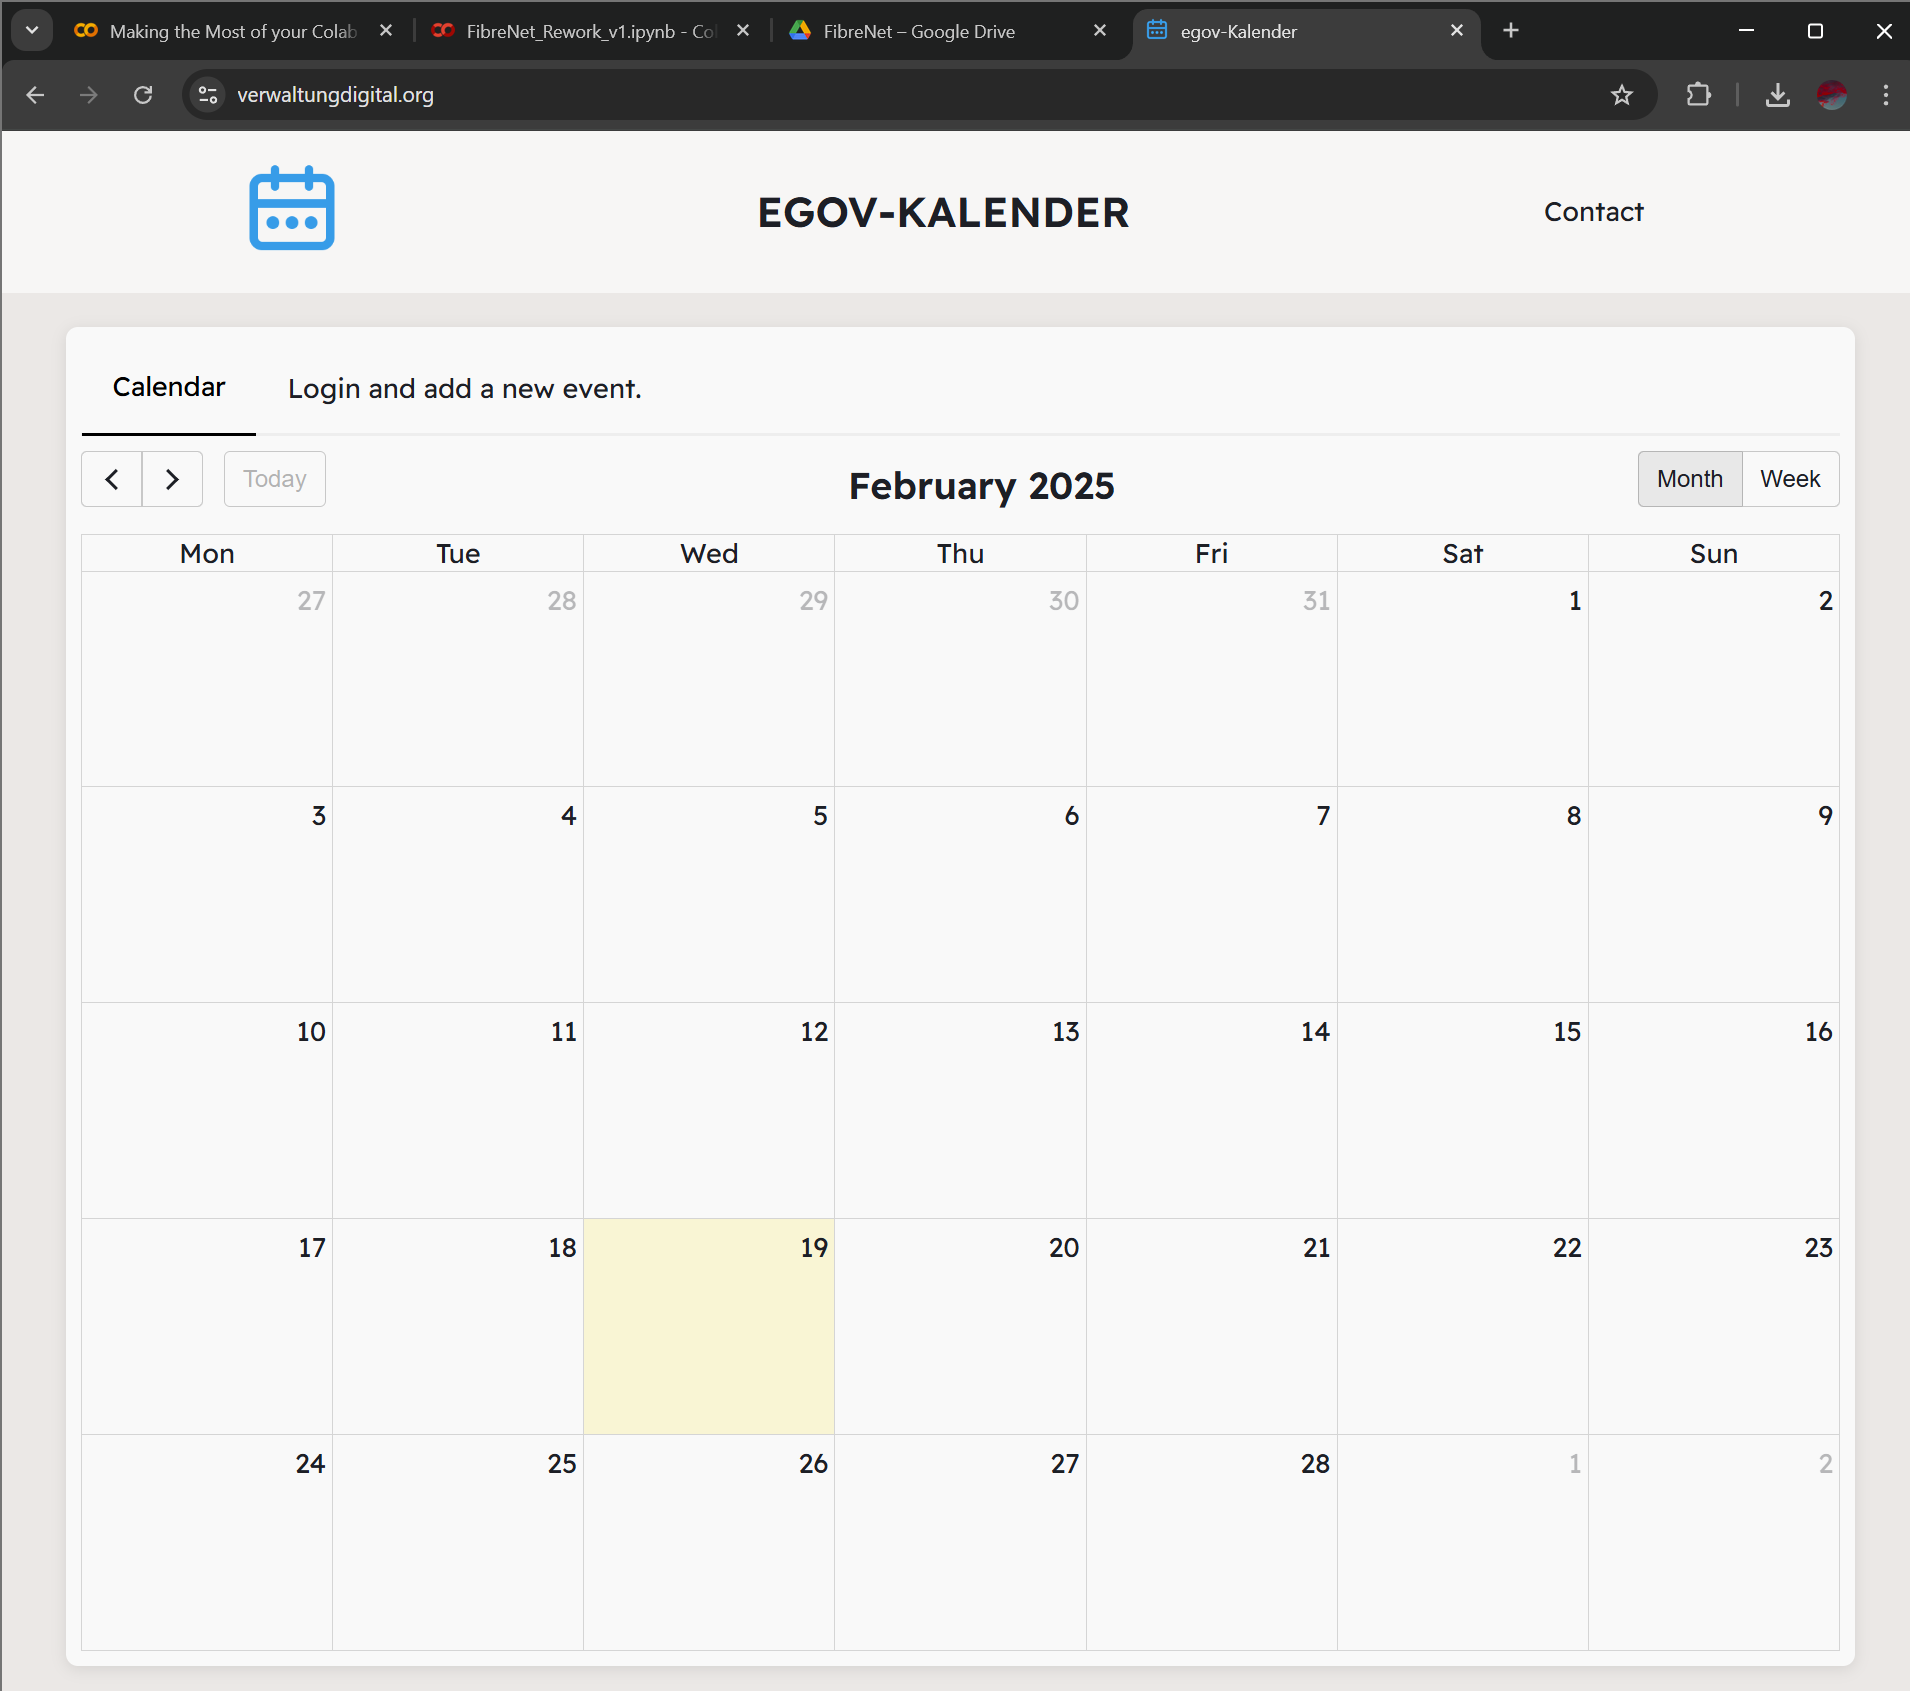 Making the Most of your Colab
FibreNet_Rework_v1.ipynb - Col
FibreNet – Google Drive
egov-Kalender
verwaltungdigital.org
EGOV-KALENDER
Contact
Calendar
Login and add a new event.
Today
February 2025
Month Week
Mon Tue Wed Thu Fri Sat Sun
27 28 29 30 31 1 2
3 4 5 6 7 8 9
10 11 12 13 14 15 16
17 18 19 20 21 22 23
24 25 26 27 28 1 2